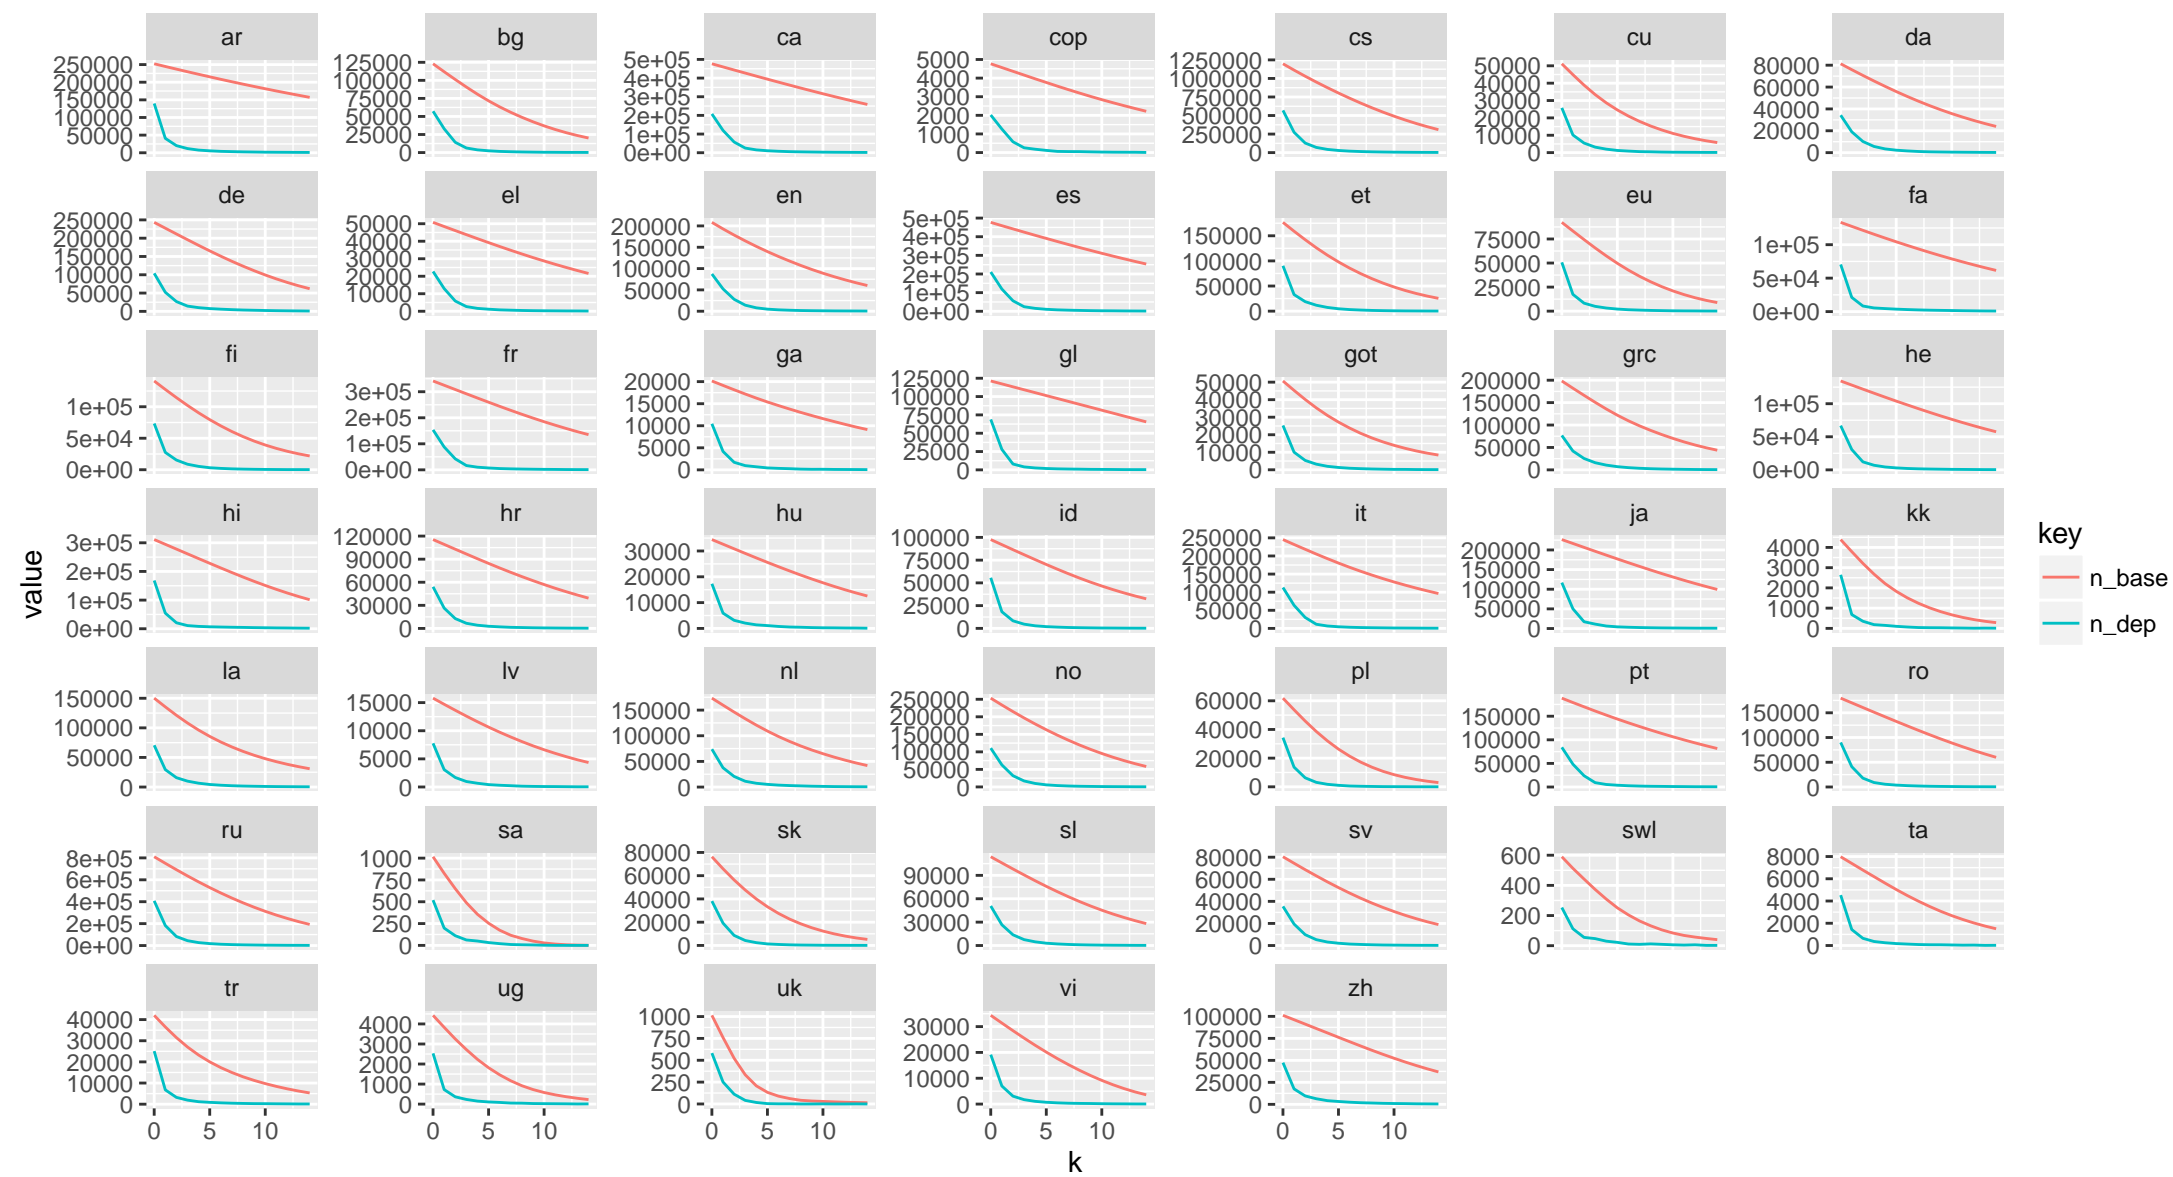 ar bg ca cop cs cu da
250000 200000 150000 100000 50000 0
125000 100000 75000 50000 25000 0
5e+05 4e+05 3e+05 2e+05 1e+05 0e+00
5000 4000 3000 2000 1000 0
1250000 1000000 750000 500000 250000 0
50000 40000 30000 20000 10000 0
80000 60000 40000 20000 0
de el en es et eu fa
250000 200000 150000 100000 50000 0
50000 40000 30000 20000 10000 0
200000 150000 100000 50000 0
5e+05 4e+05 3e+05 2e+05 1e+05 0e+00
150000 100000 50000 0
75000 50000 25000 0
1e+05 5e+04 0e+00
fi fr ga gl got grc he
1e+05 5e+04 0e+00
3e+05 2e+05 1e+05 0e+00
20000 15000 10000 5000 0
125000 100000 75000 50000 25000 0
50000 40000 30000 20000 10000 0
200000 150000 100000 50000 0
1e+05 5e+04 0e+00
hi hr hu id it ja kk
3e+05 2e+05 1e+05 0e+00
120000 90000 60000 30000 0
30000 20000 10000 0
100000 75000 50000 25000 0
250000 200000 150000 100000 50000 0
200000 150000 100000 50000 0
4000 3000 2000 1000 0
la lv nl no pl pt ro
150000 100000 50000 0
15000 10000 5000 0
150000 100000 50000 0
250000 200000 150000 100000 50000 0
60000 40000 20000 0
150000 100000 50000 0
150000 100000 50000 0
ru sa sk sl sv swl ta
8e+05 6e+05 4e+05 2e+05 0e+00
1000 750 500 250 0
80000 60000 40000 20000 0
90000 60000 30000 0
80000 60000 40000 20000 0
600 400 200 0
8000 6000 4000 2000 0
tr ug uk vi zh
40000 30000 20000 10000 0
4000 3000 2000 1000 0
1000 750 500 250 0
30000 20000 10000 0
100000 75000 50000 25000 0
0 5 10 0 5 10 0 5 10 0 5 10 0 5 10
k
value
key
n_base
n_dep